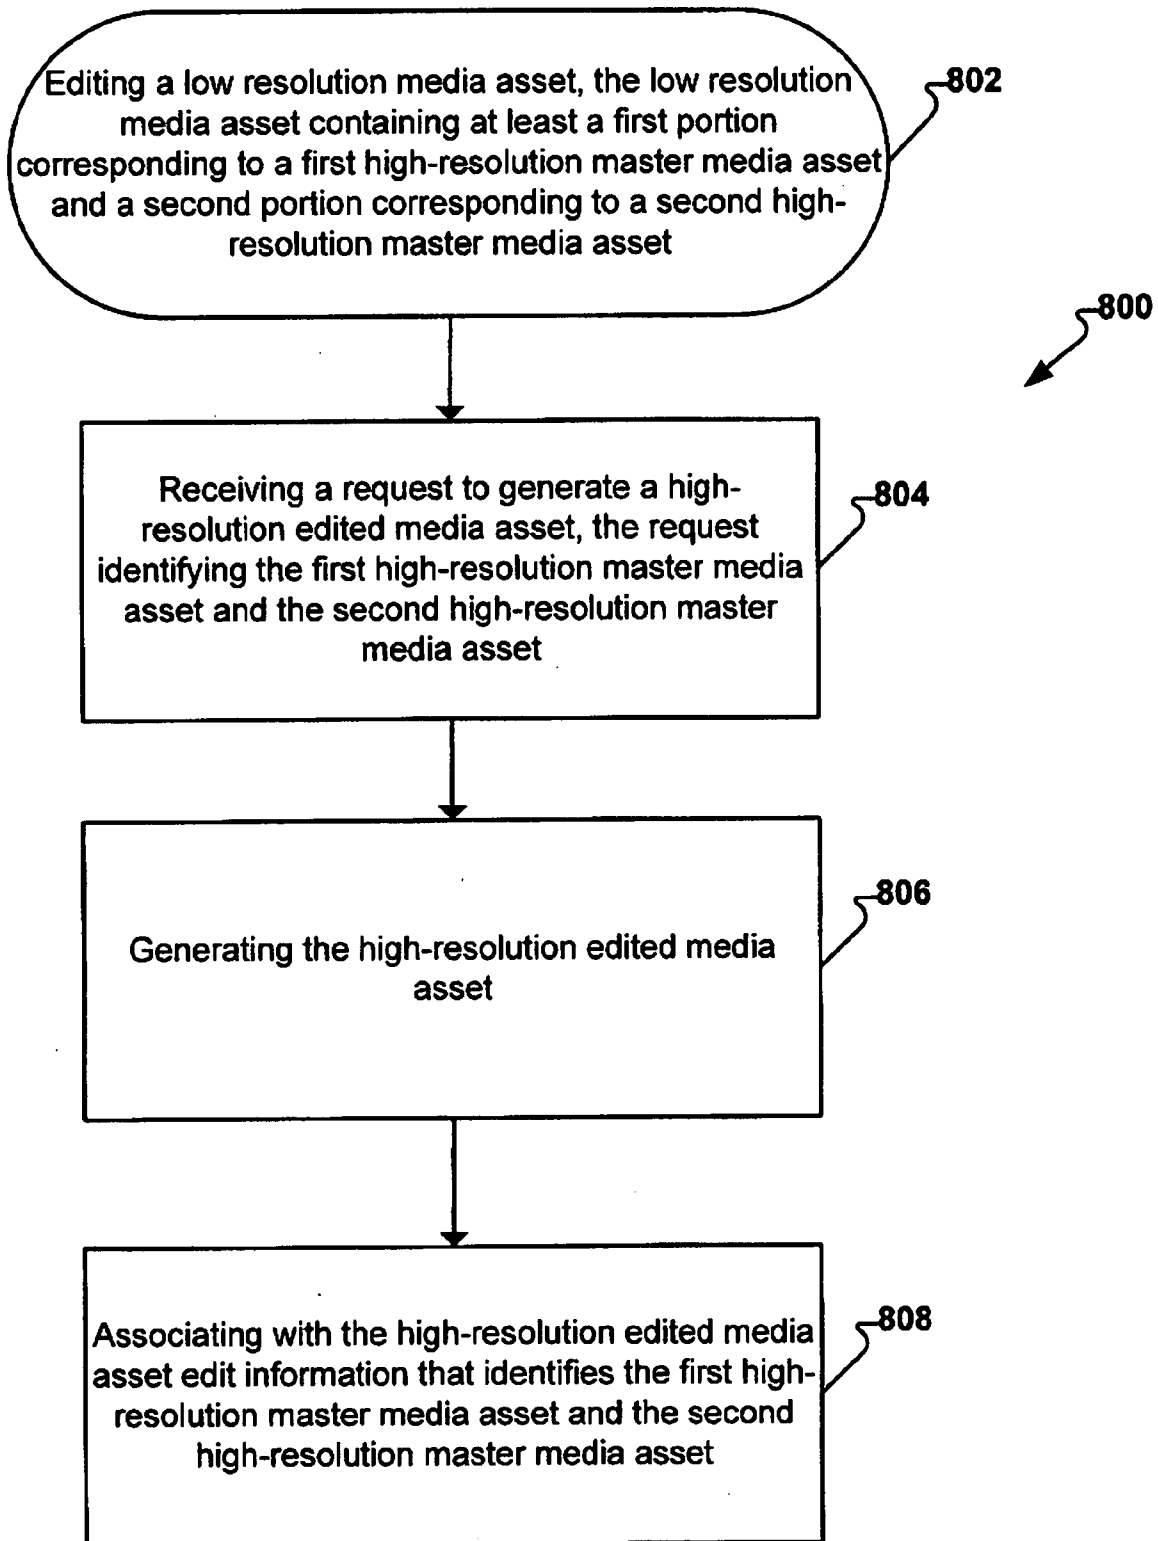 Editing a low resolution media asset, the low resolution
media asset containing at least a first portion
corresponding to a first high-resolution master media asset
and a second portion corresponding to a second high-
resolution master media asset
802
800
Receiving a request to generate a high-
resolution edited media asset, the request
identifying the first high-resolution master media
asset and the second high-resolution master
media asset
804
Generating the high-resolution edited media
asset
806
Associating with the high-resolution edited media
asset edit information that identifies the first high-
resolution master media asset and the second
high-resolution master media asset
808